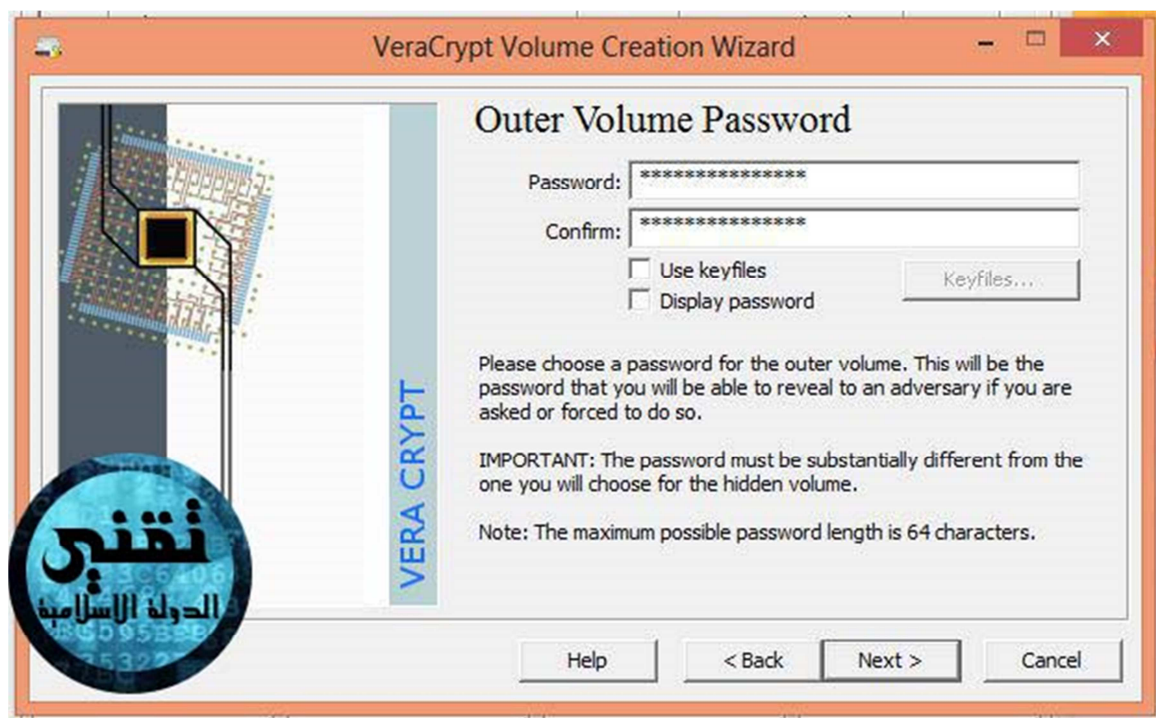 VeraCrypt Volume Creation Wizard
Outer Volume Password
Password: ***************
Confirm: ***************
Use keyfiles
Keyfiles...
Display password
Please choose a password for the outer volume. This will be the
password that you will be able to reveal to an adversary if you are
asked or forced to do so.
IMPORTANT: The password must be substantially different from the
one you will choose for the hidden volume.
Note: The maximum possible password length is 64 characters.
VERA CRYPT
تقني
الدولة الاسلامية
Help
< Back
Next >
Cancel